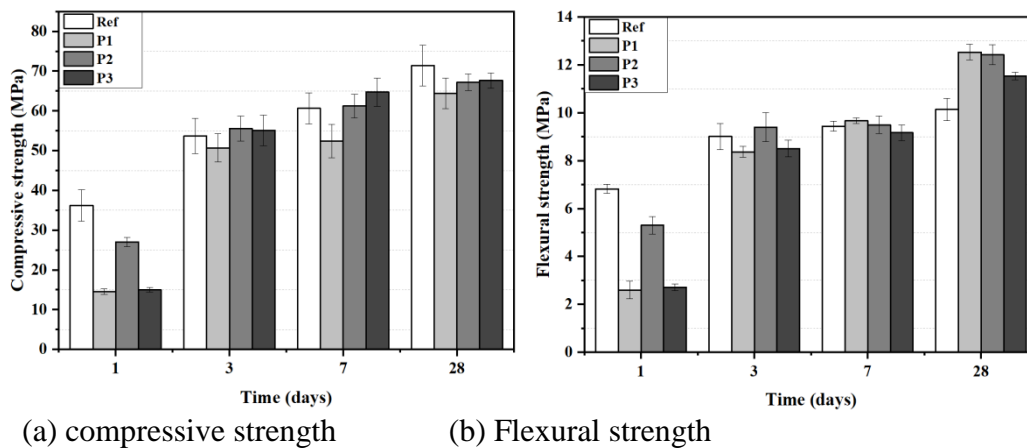 Ref
P1
P2
P3
Compressive strength (MPa)
80
70
60
50
40
30
20
10
0
1 3 7 28
Time (days)
Ref
P1
P2
P3
Flexural strength (MPa)
14
12
10
8
6
4
2
0
1 3 7 28
Time (days)
(a) compressive strength (b) Flexural strength